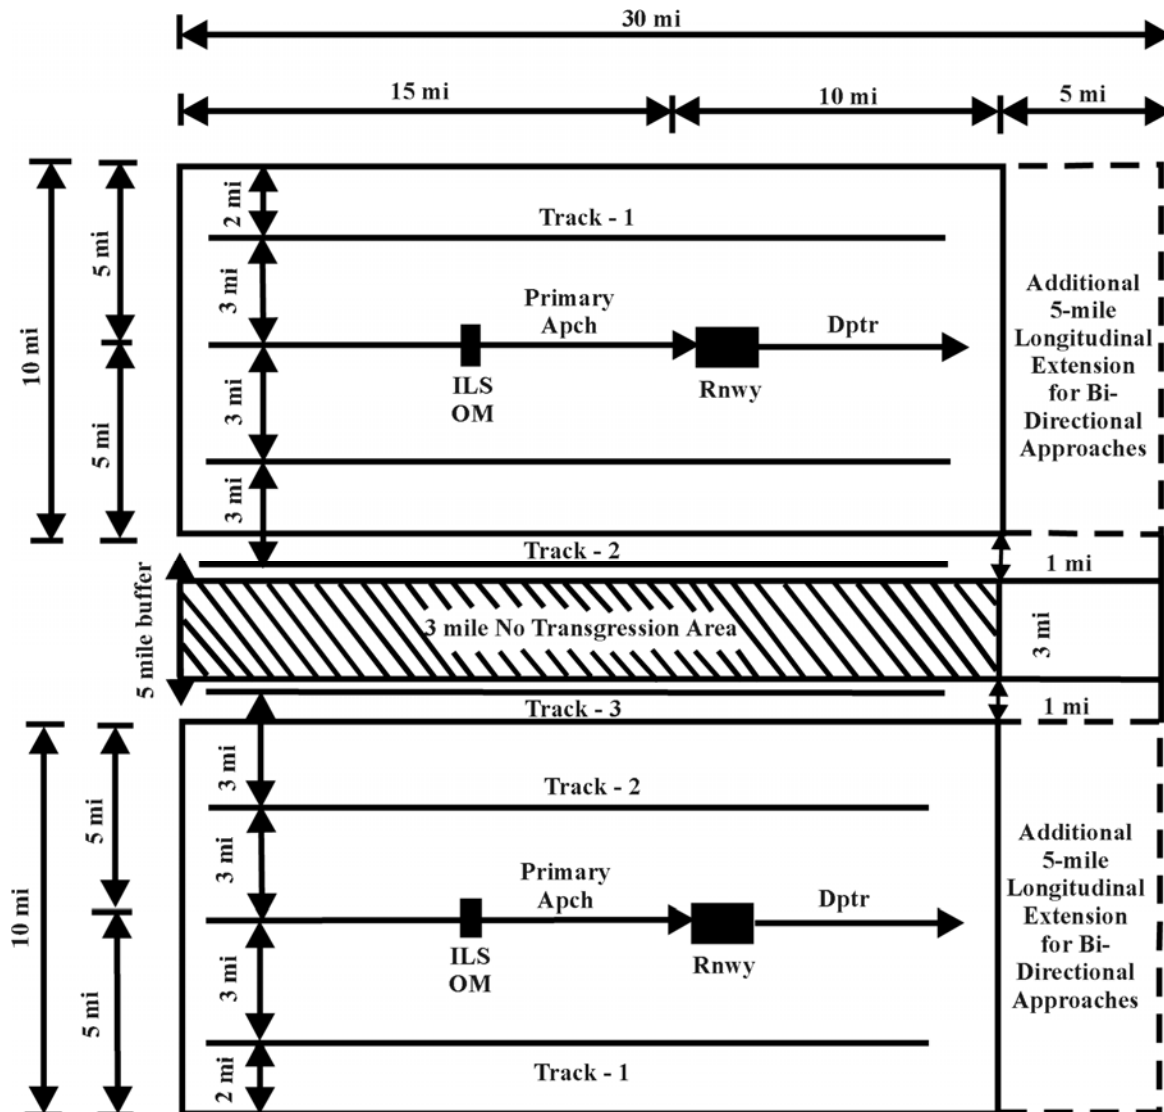 30 mi
15 mi
10 mi
5 mi
2 mi
Track - 1
5 mi
3 mi
10 mi
Primary
Apch
Dptr
ILS
OM
Rnwy
3 mi
5 mi
3 mi
Additional
5-mile
Longitudinal
Extension
for Bi-
Directional
Approaches
Track - 2
1 mi
5 mile buffer
3 mile No Transgression Area
3 mi
Track - 3
1 mi
3 mi
Track - 2
5 mi
3 mi
10 mi
Primary
Apch
Dptr
ILS
OM
Rnwy
3 mi
5 mi
2 mi
Track - 1
Additional
5-mile
Longitudinal
Extension
for Bi-
Directional
Approaches